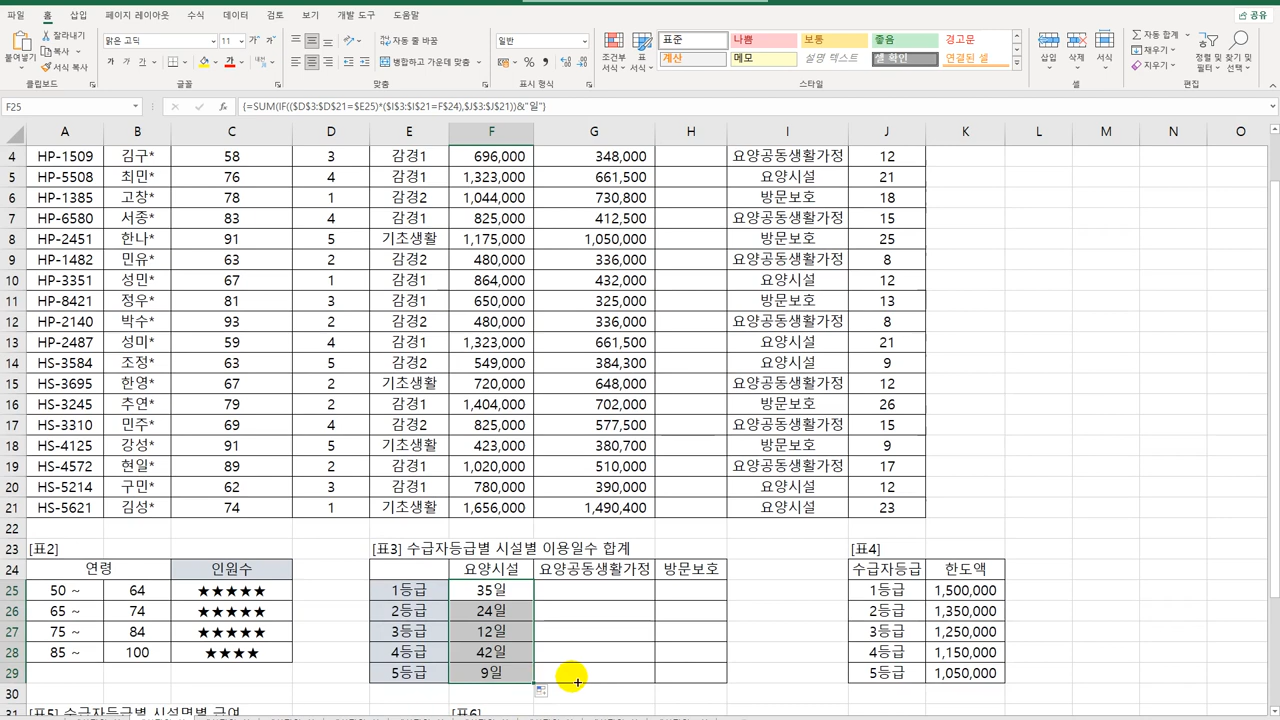 파일 홈 삽입 페이지 레이아웃 수식 데이터 검토 보기 개발 도구 도움말 공유
붙여넣기 잘라내기 복사 서식 복사
맑은 고딕 11 가 가
가 가 가 가 가
자동 줄 바꿈
병합하고 가운데 맞춤
일반
조건부 서식 표 서식
표준 나쁨 보통 좋음 경고문
계산 메모 설명 텍스트 셀 확인 연결된 셀
삽입 삭제 서식
자동 합계 채우기 지우기
정렬 및 필터 찾기 및 선택
클립보드 글꼴 맞춤 표시 형식 스타일 셀 편집
F25 fx {=SUM(IF(($D$3:$D$21=$E25)*($I$3:$I$21=F$24),$J$3:$J$21))&"일"}
A B C D E F G H I J K L M N O
4 HP-1509 김구* 58 3 감경1 696,000 348,000 요양공동생활가정 12
5 HP-5508 최민* 76 4 감경1 1,323,000 661,500 요양시설 21
6 HP-1385 고창* 78 1 감경2 1,044,000 730,800 방문보호 18
7 HP-6580 서종* 83 4 감경1 825,000 412,500 요양공동생활가정 15
8 HP-2451 한나* 91 5 기초생활 1,175,000 1,050,000 방문보호 25
9 HP-1482 민유* 63 2 감경2 480,000 336,000 요양공동생활가정 8
10 HP-3351 성민* 67 1 감경1 864,000 432,000 요양시설 12
11 HP-8421 정우* 81 3 감경1 650,000 325,000 방문보호 13
12 HP-2140 박수* 93 2 감경2 480,000 336,000 요양공동생활가정 8
13 HP-2487 성미* 59 4 감경1 1,323,000 661,500 요양시설 21
14 HS-3584 조정* 63 5 감경2 549,000 384,300 요양시설 9
15 HS-3695 한영* 67 2 기초생활 720,000 648,000 요양공동생활가정 12
16 HS-3245 추연* 79 2 감경1 1,404,000 702,000 방문보호 26
17 HS-3310 민주* 69 4 감경2 825,000 577,500 요양공동생활가정 15
18 HS-4125 강성* 91 5 기초생활 423,000 380,700 방문보호 9
19 HS-4572 현일* 89 2 감경1 1,020,000 510,000 요양공동생활가정 17
20 HS-5214 구민* 62 3 감경1 780,000 390,000 요양시설 12
21 HS-5621 김성* 74 1 기초생활 1,656,000 1,490,400 요양시설 23
22
23 [표2] [표3] 수급자등급별 시설별 이용일수 합계 [표4]
24 연령 인원수 요양시설 요양공동생활가정 방문보호 수급자등급 한도액
25 50 ~ 64 ★★★★★ 1등급 35일 1등급 1,500,000
26 65 ~ 74 ★★★★★ 2등급 24일 2등급 1,350,000
27 75 ~ 84 ★★★★★ 3등급 12일 3등급 1,250,000
28 85 ~ 100 ★★★★ 4등급 42일 4등급 1,150,000
29 5등급 9일 5등급 1,050,000
30
31 [표5] 수급자등급별 시설명별 급여 [표6]